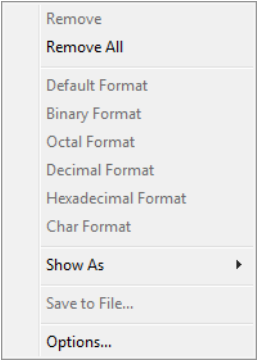 Remove
Remove All
Default Format
Binary Format
Octal Format
Decimal Format
Hexadecimal Format
Char Format
Show As
Save to File...
Options...